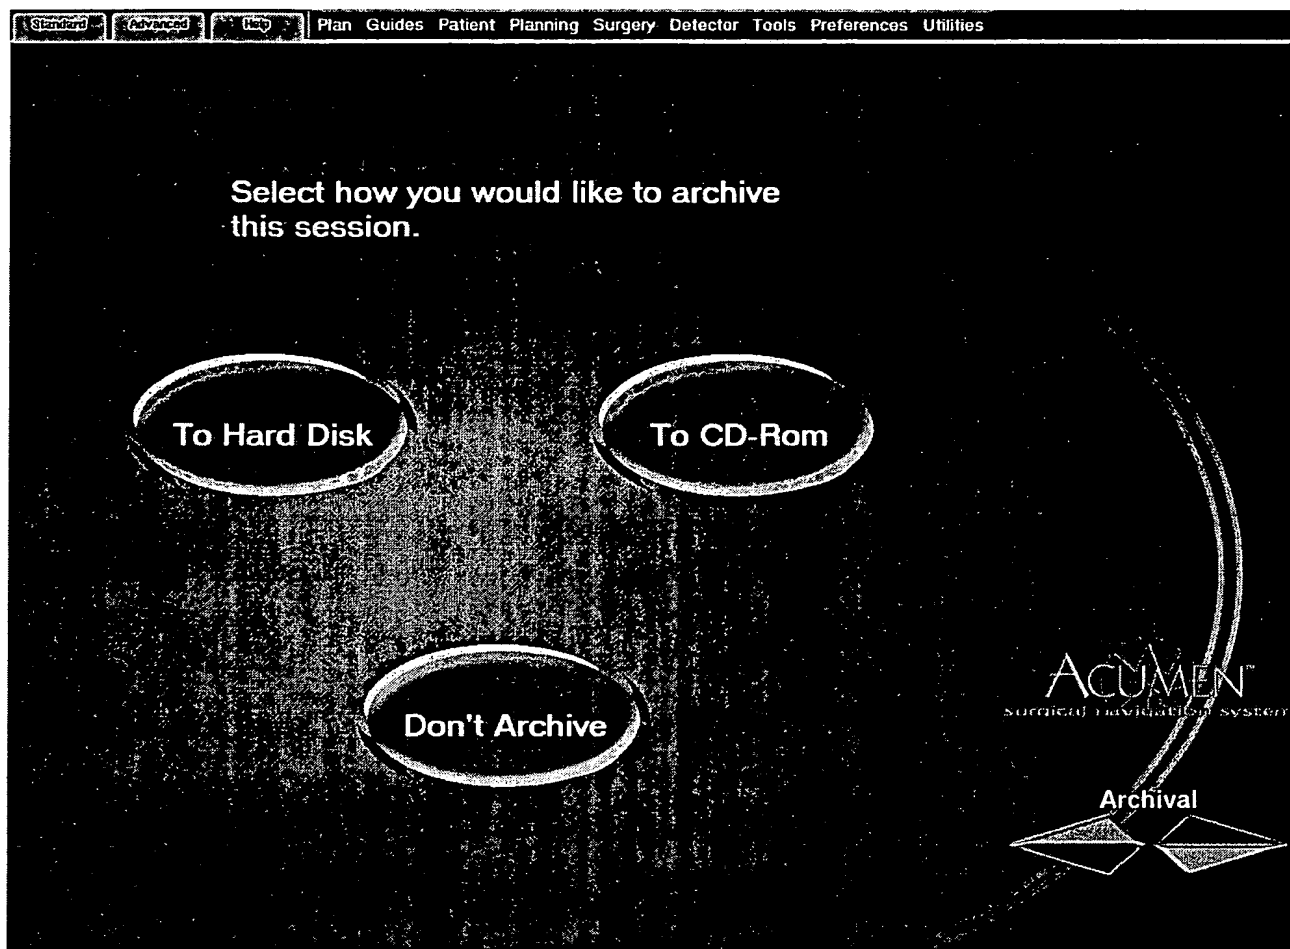 Standard Advanced Help Plan Guides Patient Planning Surgery Detector Tools Preferences Utilities
Select how you would like to archive
this session.
To Hard Disk To CD-Rom
Don't Archive
ACUMEN™
surgical navigation system
Archival